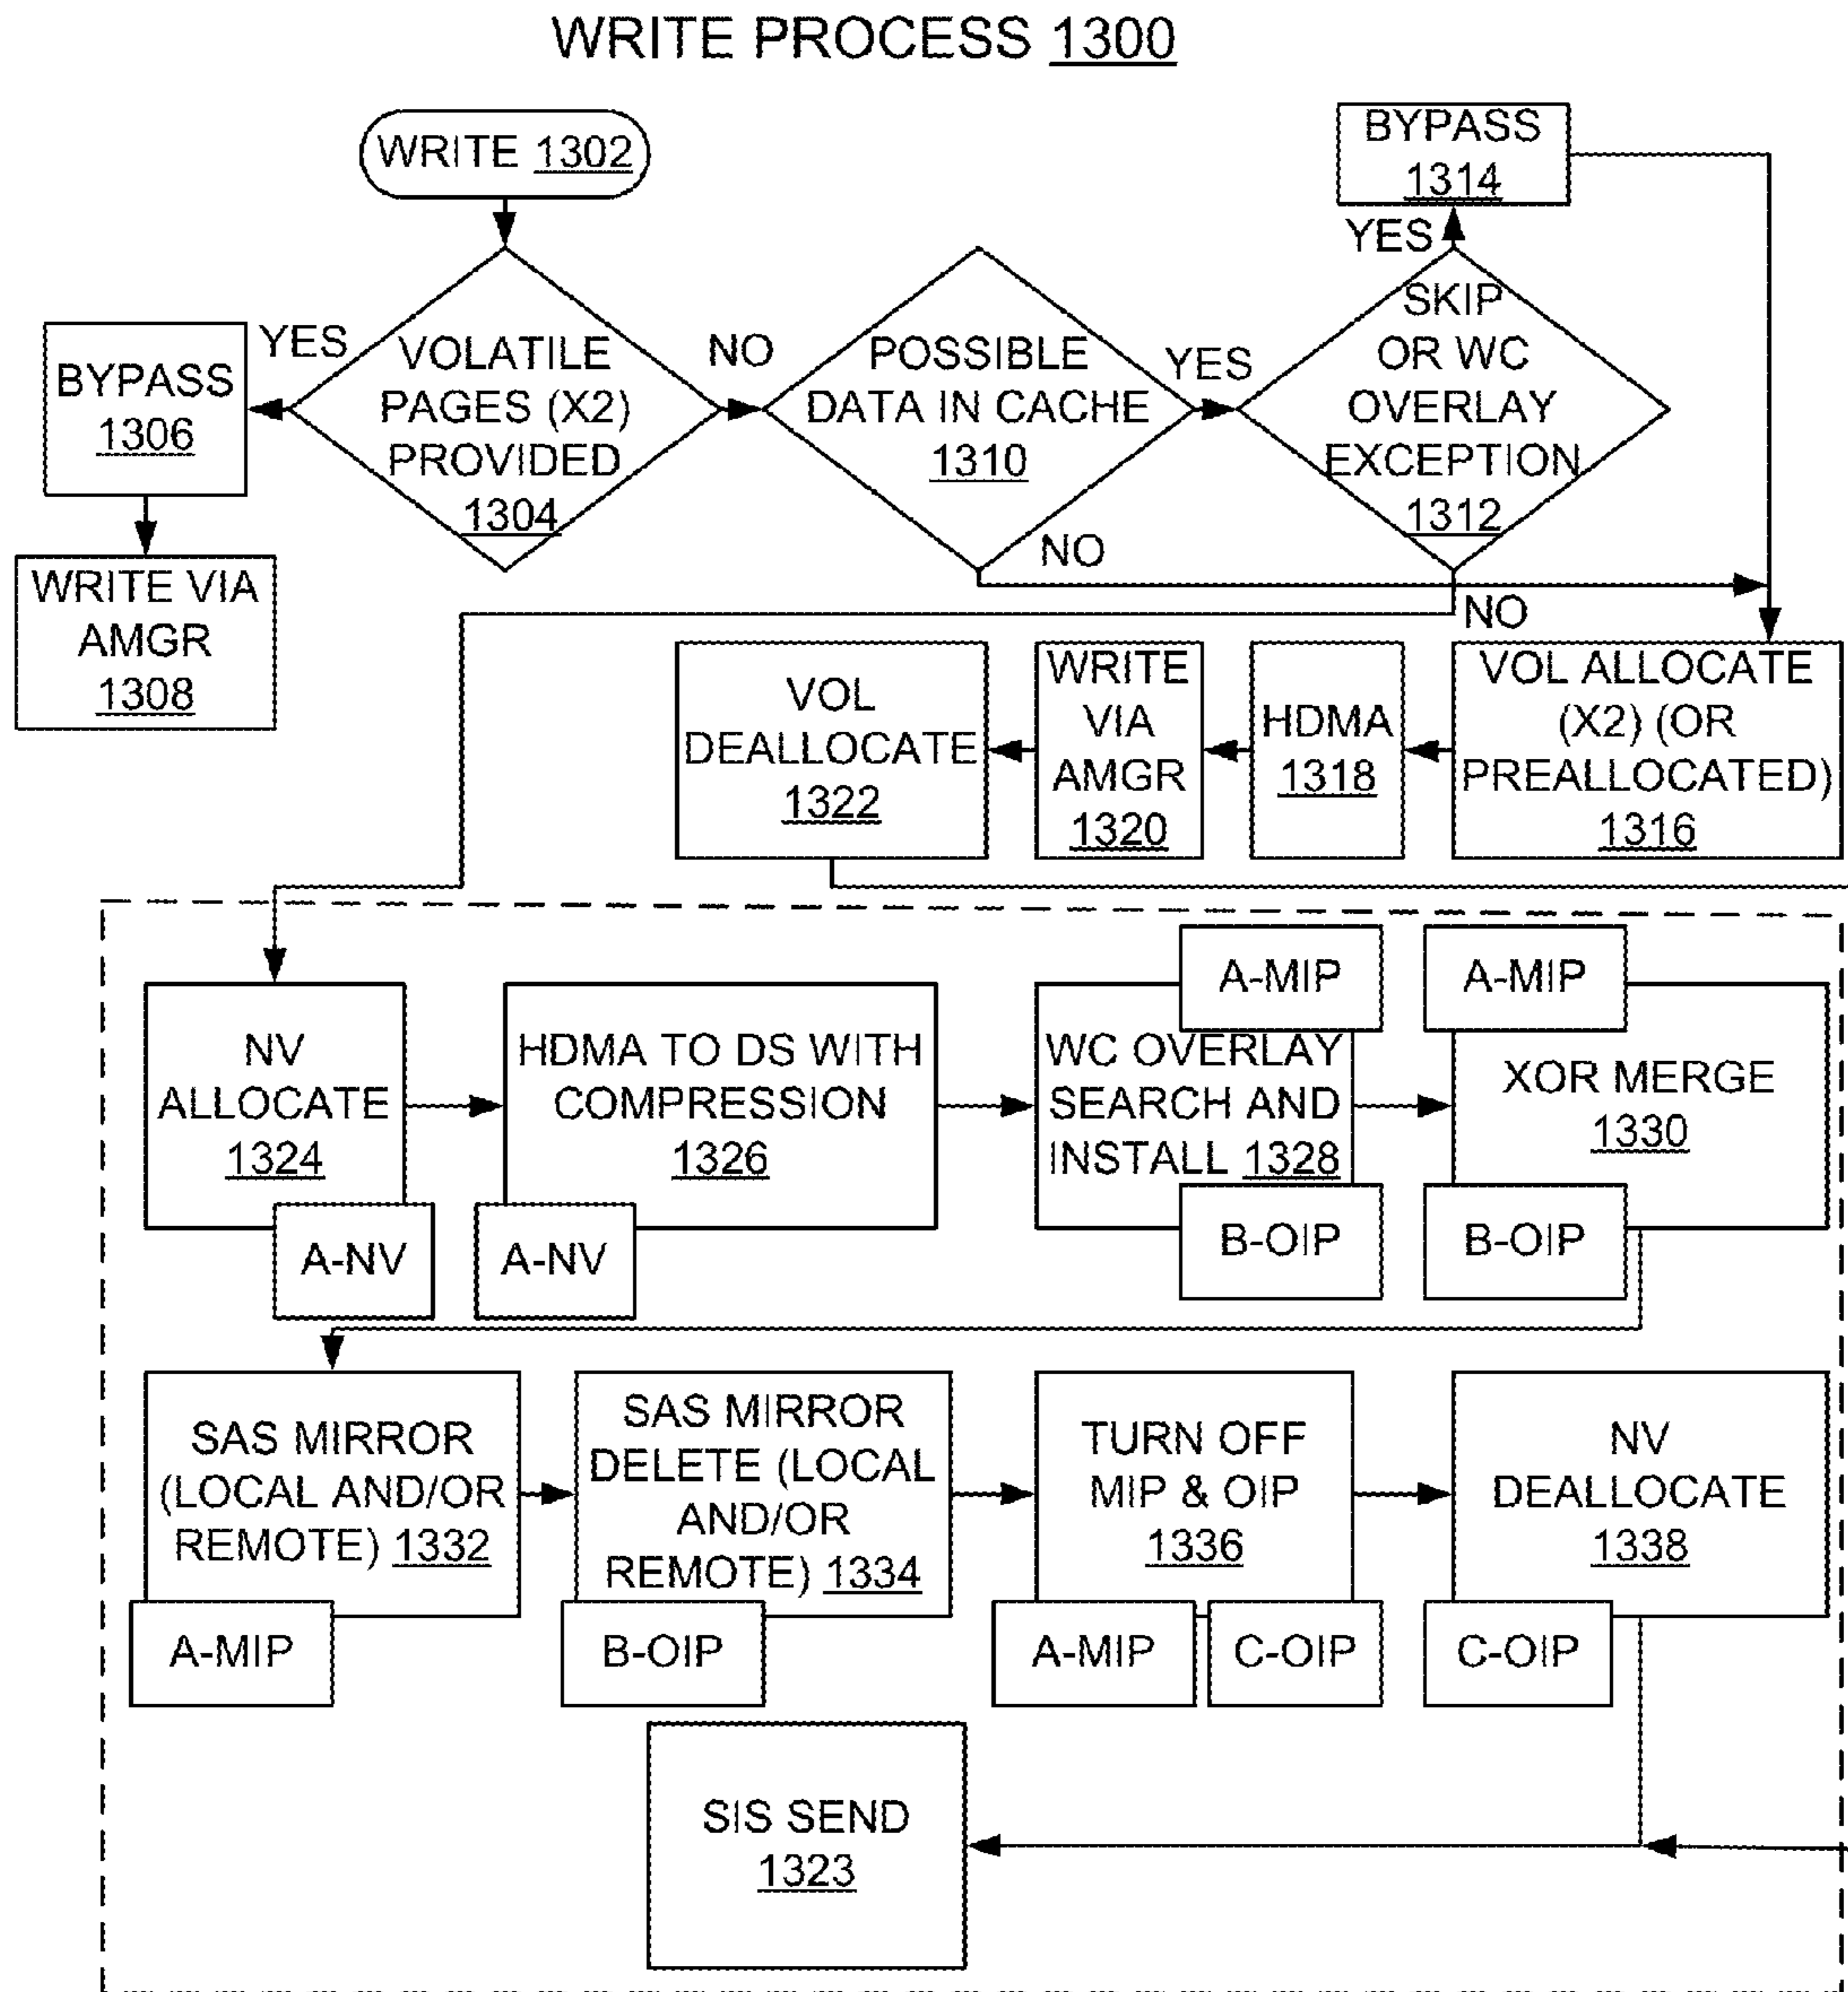 WRITE PROCESS 1300
WRITE 1302
BYPASS
1314
YES
YES
VOLATILE
PAGES (X2)
PROVIDED
1304
NO
POSSIBLE
DATA IN CACHE
1310
YES
SKIP
OR WC
OVERLAY
EXCEPTION
1312
BYPASS
1306
NO
NO
WRITE VIA
AMGR
1308
VOL
DEALLOCATE
1322
WRITE
VIA
AMGR
1320
HDMA
1318
VOL ALLOCATE
(X2) (OR
PREALLOCATED)
1316
A-MIP
A-MIP
NV
ALLOCATE
1324
HDMA TO DS WITH
COMPRESSION
1326
WC OVERLAY
SEARCH AND
INSTALL 1328
XOR MERGE
1330
A-NV
A-NV
B-OIP
B-OIP
SAS MIRROR
(LOCAL AND/OR
REMOTE) 1332
SAS MIRROR
DELETE (LOCAL
AND/OR
REMOTE) 1334
TURN OFF
MIP & OIP
1336
NV
DEALLOCATE
1338
A-MIP
B-OIP
A-MIP
C-OIP
C-OIP
SIS SEND
1323